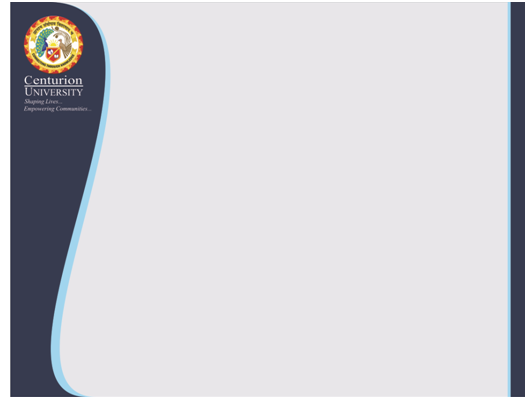 Centurion
UNIVERSITY
Shaping Lives...
Empowering Communities...